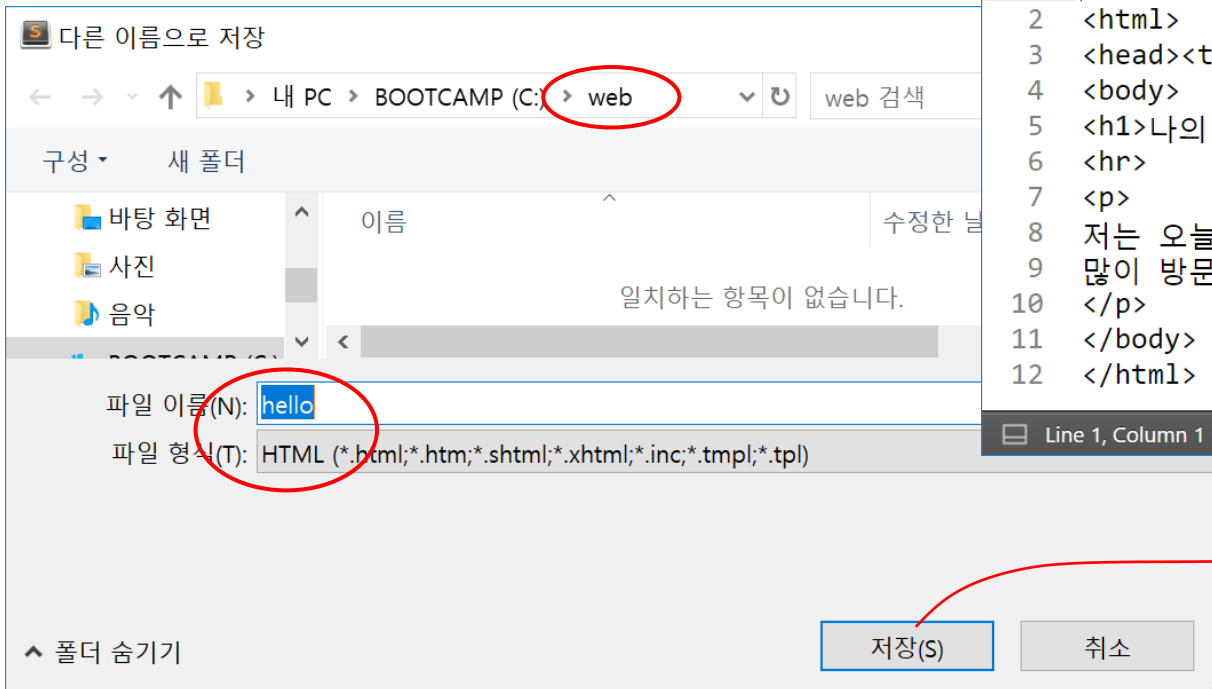 다른 이름으로 저장
내 PC > BOOTCAMP (C:) > web
web 검색
구성
새 폴더
바탕 화면
사진
음악
이름
수정한 날
일치하는 항목이 없습니다.
파일 이름(N): hello
파일 형식(T): HTML (*.html;*.htm;*.shtml;*.xhtml;*.inc;*.tmpl;*.tpl)
폴더 숨기기
저장(S)
취소
2 <html>
3 <head><t
4 <body>
5 <h1>나의
6 <hr>
7 <p>
8 저는 오늘
9 많이 방문
10 </p>
11 </body>
12 </html>
Line 1, Column 1